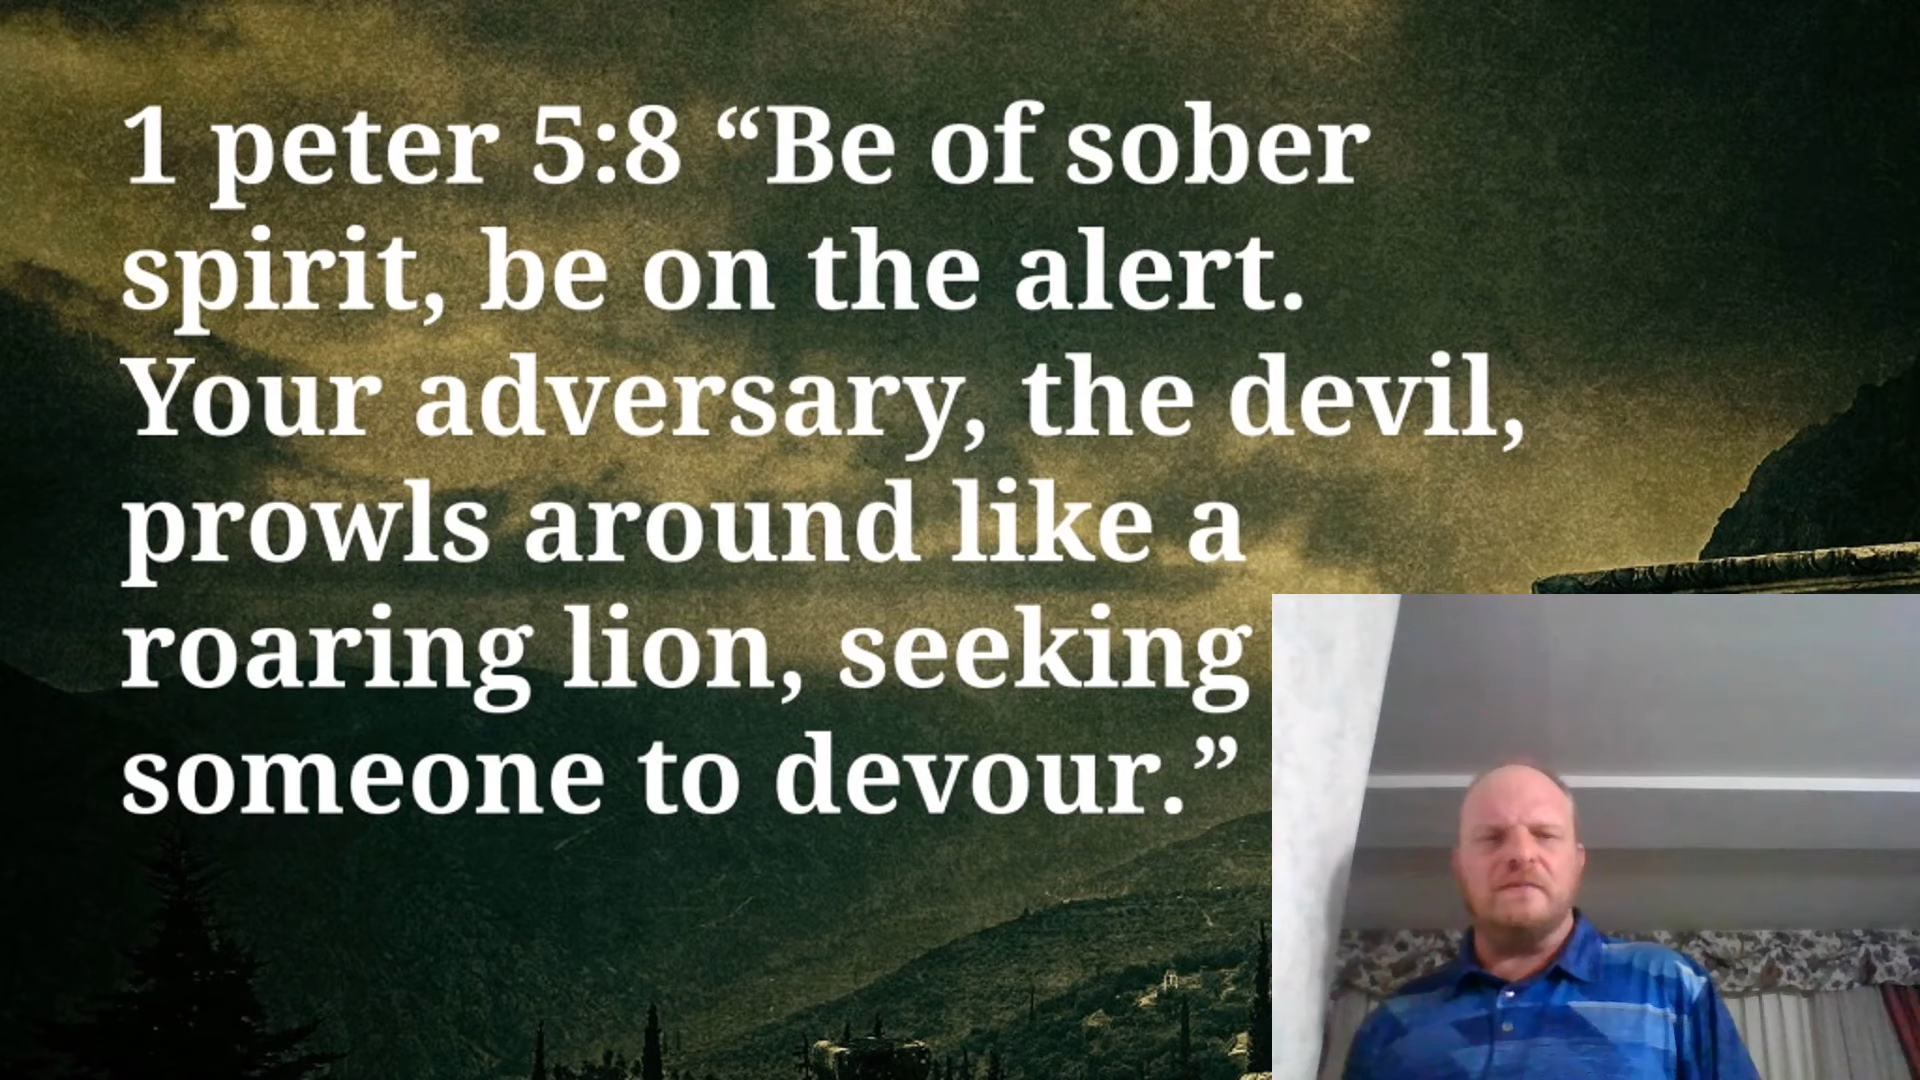 1 peter 5:8 “Be of sober
spirit, be on the alert.
Your adversary, the devil,
prowls around like a
roaring lion, seeking
someone to devour.”